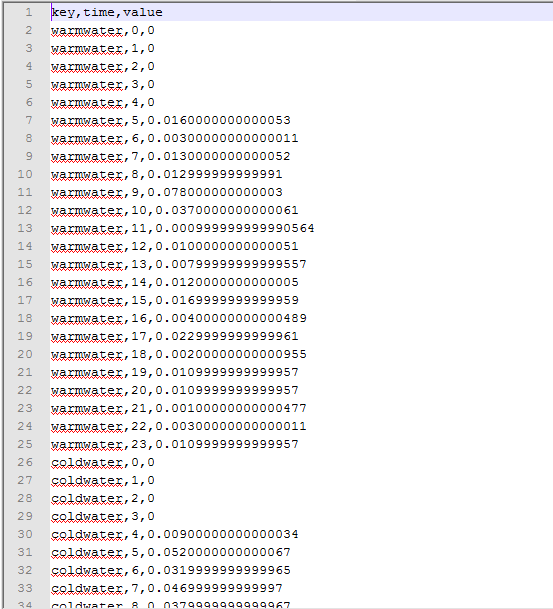 1 key,time,value
2 warmwater,0,0
3 warmwater,1,0
4 warmwater,2,0
5 warmwater,3,0
6 warmwater,4,0
7 warmwater,5,0.0160000000000053
8 warmwater,6,0.00300000000000011
9 warmwater,7,0.0130000000000052
10 warmwater,8,0.012999999999991
11 warmwater,9,0.078000000000003
12 warmwater,10,0.0370000000000061
13 warmwater,11,0.000999999999990564
14 warmwater,12,0.0100000000000051
15 warmwater,13,0.00799999999999557
16 warmwater,14,0.012000000000005
17 warmwater,15,0.0169999999999959
18 warmwater,16,0.00400000000000489
19 warmwater,17,0.0229999999999961
20 warmwater,18,0.00200000000000955
21 warmwater,19,0.0109999999999957
22 warmwater,20,0.0109999999999957
23 warmwater,21,0.00100000000000477
24 warmwater,22,0.00300000000000011
25 warmwater,23,0.0109999999999957
26 coldwater,0,0
27 coldwater,1,0
28 coldwater,2,0
29 coldwater,3,0
30 coldwater,4,0.00900000000000034
31 coldwater,5,0.0520000000000067
32 coldwater,6,0.0319999999999965
33 coldwater,7,0.046999999999997
34 coldwater,8,0.0379999999999967